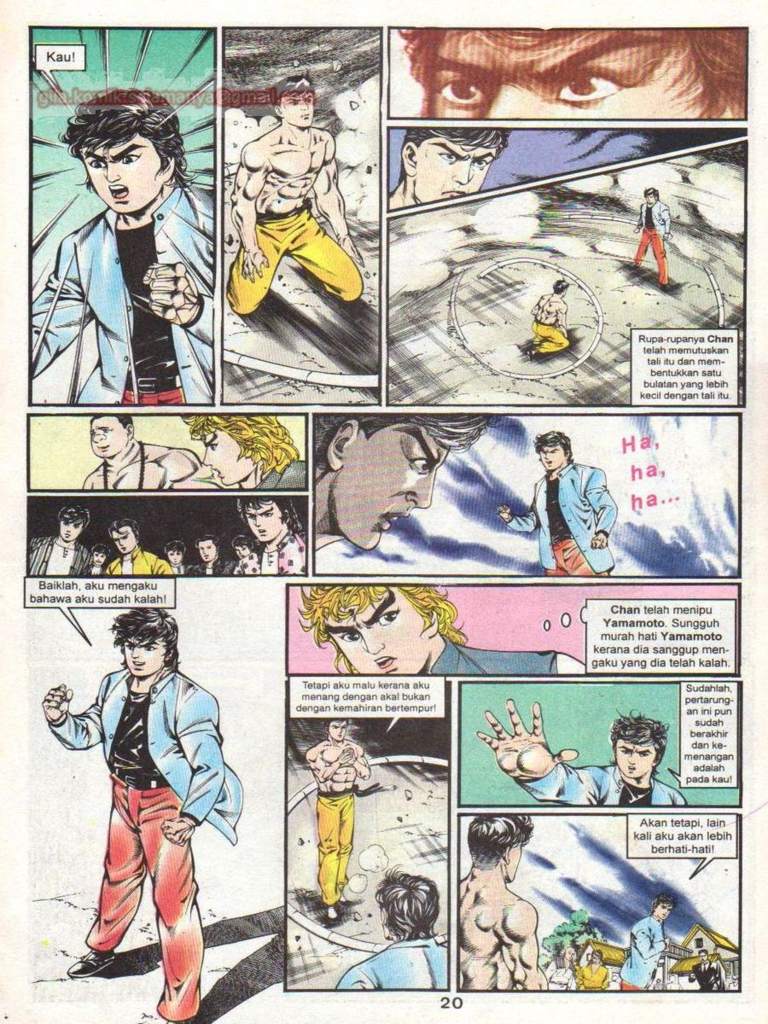 Kau!
Rupa-rupanya Chan
telah memutuskan
tali itu dan mem-
bentukkan satu
bulatan yang lebih
kecil dengan tali itu.
Ha,
ha,
ha...
Baiklah, aku mengaku
bahawa aku sudah kalah!
Chan telah menipu
Yamamoto. Sungguh
murah hati Yamamoto
kerana dia sanggup men-
gaku yang dia telah kalah.
Tetapi aku malu kerana aku
menang dengan akal bukan
dengan kemahiran bertempur!
Sudahlah,
pertarung-
an ini pun
sudah
berakhir
dan ke-
menangan
adalah
pada kau!
Akan tetapi, lain
kali aku akan lebih
berhati-hati!
20